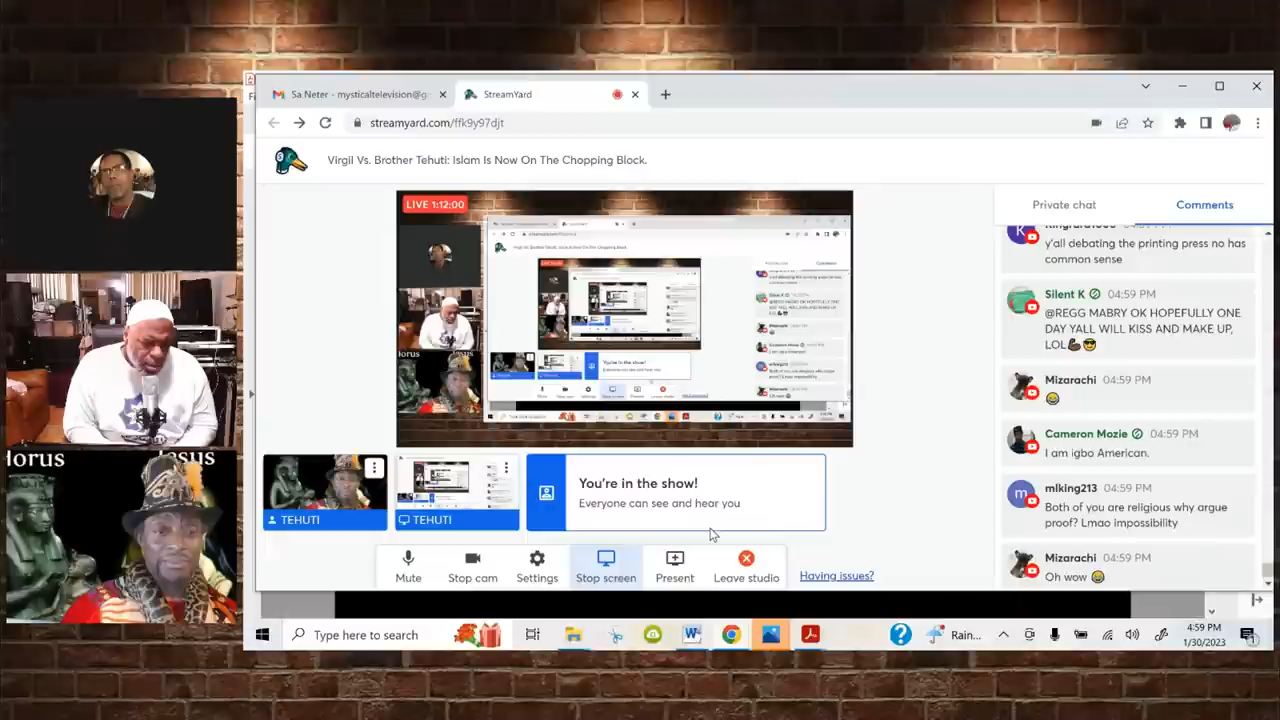 Sa Neter - mysticaltelevision@g
StreamYard
streamyard.com/ffk9y97djt
Virgil Vs. Brother Tehuti: Islam Is Now On The Chopping Block.
Private chat
Comments
LIVE 1:12:00
04:59 PM
y'all debating the printing press no has
common sense
Silent K 04:59 PM
@REGG MABRY OK HOPEFULLY ONE
DAY YALL WILL KISS AND MAKE UP,
LOL
Mizarachi 04:59 PM
Cameron Mozie 04:59 PM
I am igbo American.
mlking213 04:59 PM
Both of you are religious why argue
proof? Lmao impossibility
Mizarachi 04:59 PM
Oh wow
Horus
Jesus
You're in the show!
Everyone can see and hear you
TEHUTI
TEHUTI
Mute
Stop cam
Settings
Stop screen
Present
Leave studio
Having issues?
Type here to search
Rain...
4:59 PM
1/30/2023